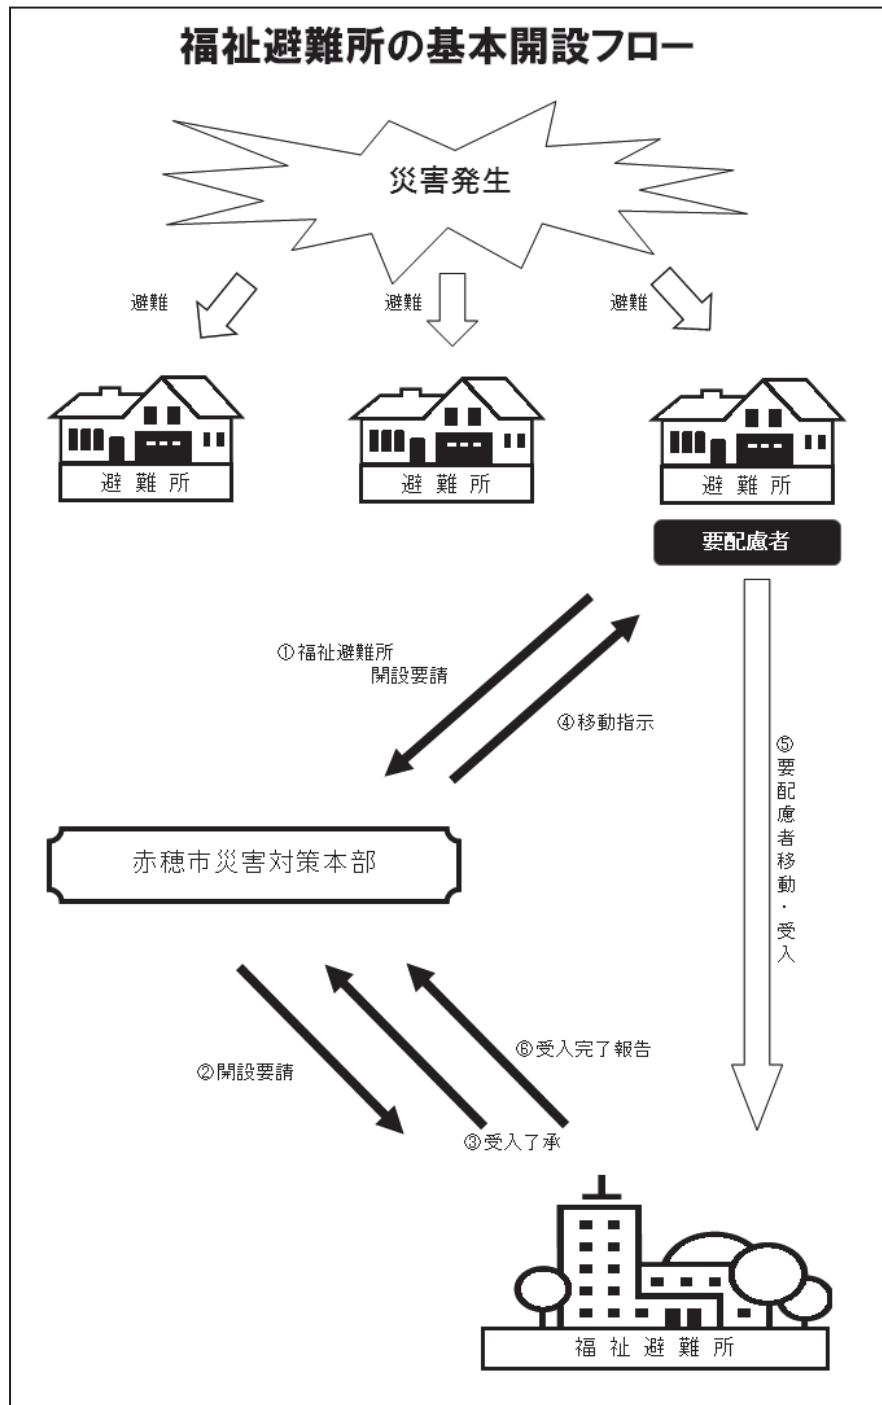 福祉避難所の基本開設フロー
災害発生
避難
避難
避難
避難所
避難所
避難所
要配慮者
①福祉避難所
開設要請
④移動指示
⑤要配慮者移動・受入
赤穂市災害対策本部
⑥受入完了報告
②開設要請
③受入了承
福祉避難所